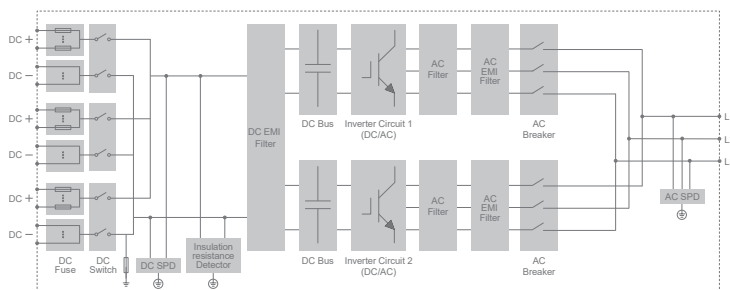 DC +
DC −
DC +
DC −
DC +
DC −
DC
Fuse
DC
Switch
DC SPD
Insulation
resistance
Detector
DC EMI
Filter
DC Bus
Inverter Circuit 1
(DC/AC)
AC
Filter
AC
EMI
Filter
AC
Breaker
DC Bus
Inverter Circuit 2
(DC/AC)
AC
Filter
AC
EMI
Filter
AC
Breaker
AC SPD
L
L
L